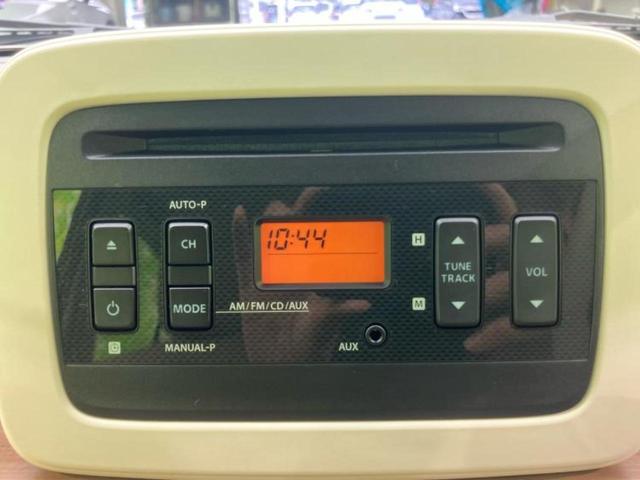 AUTO-P
CH
MODE
MANUAL-P
10:44
AM/FM/CD/AUX
AUX
H
M
TUNE
TRACK
VOL